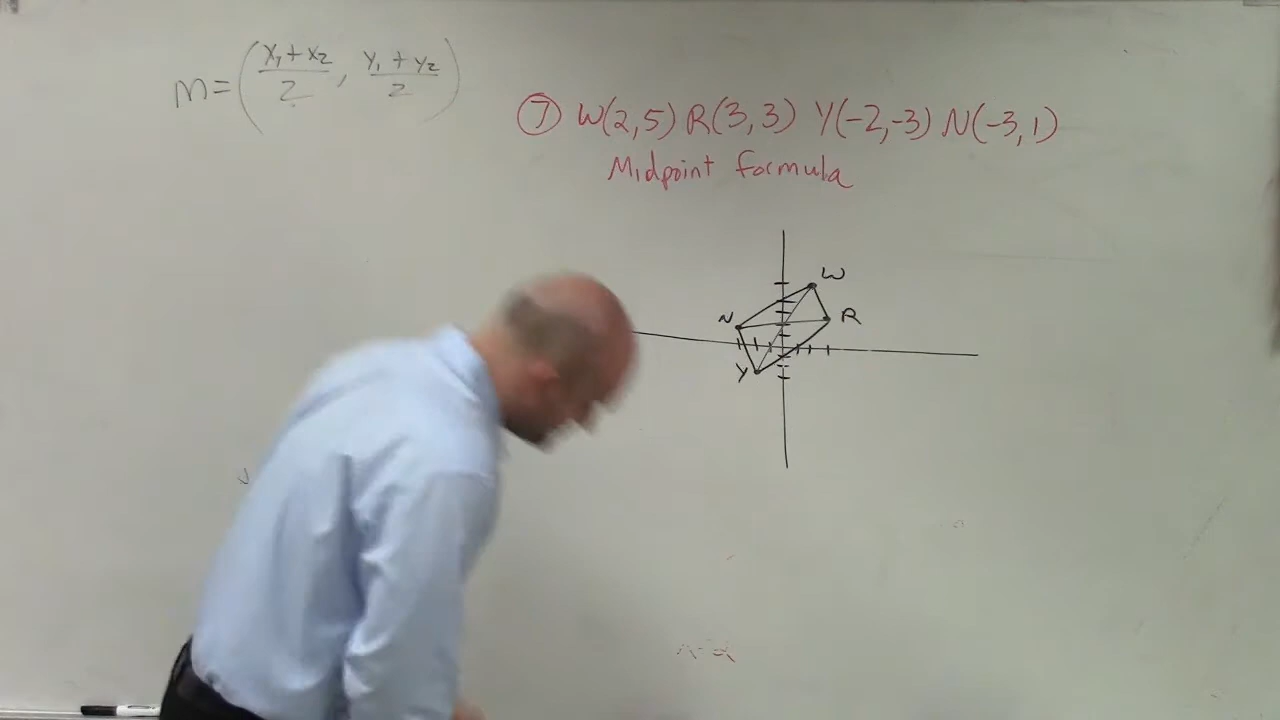 m = (x₁ + x₂ / 2, y₁ + y₂ / 2)
⑦ W(2,5) R(3,3) Y(-2,-3) N(-3,1)
Midpoint formula
W
N
R
Y